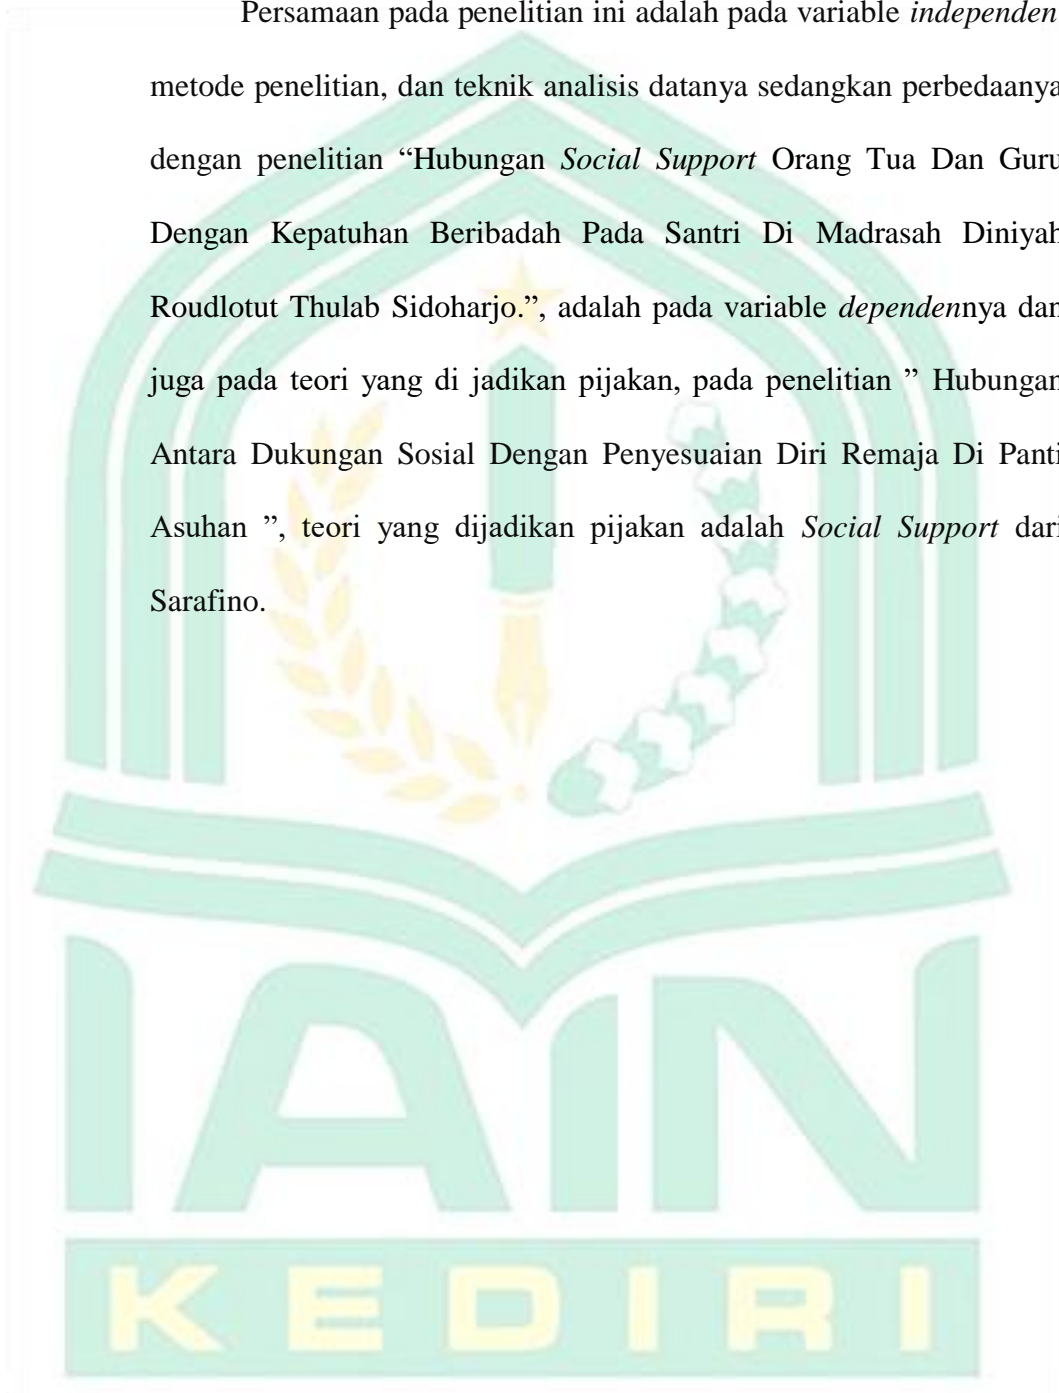 Persamaan pada penelitian ini adalah pada variable independen
metode penelitian, dan teknik analisis datanya sedangkan perbedaanya
dengan penelitian “Hubungan Social Support Orang Tua Dan Guru
Dengan Kepatuhan Beribadah Pada Santri Di Madrasah Diniyah
Roudlotut Thulab Sidoharjo.”, adalah pada variable dependennya dan
juga pada teori yang di jadikan pijakan, pada penelitian ” Hubungan
Antara Dukungan Sosial Dengan Penyesuaian Diri Remaja Di Panti
Asuhan ”, teori yang dijadikan pijakan adalah Social Support dari
Sarafino.
IAIN
KEDIRI